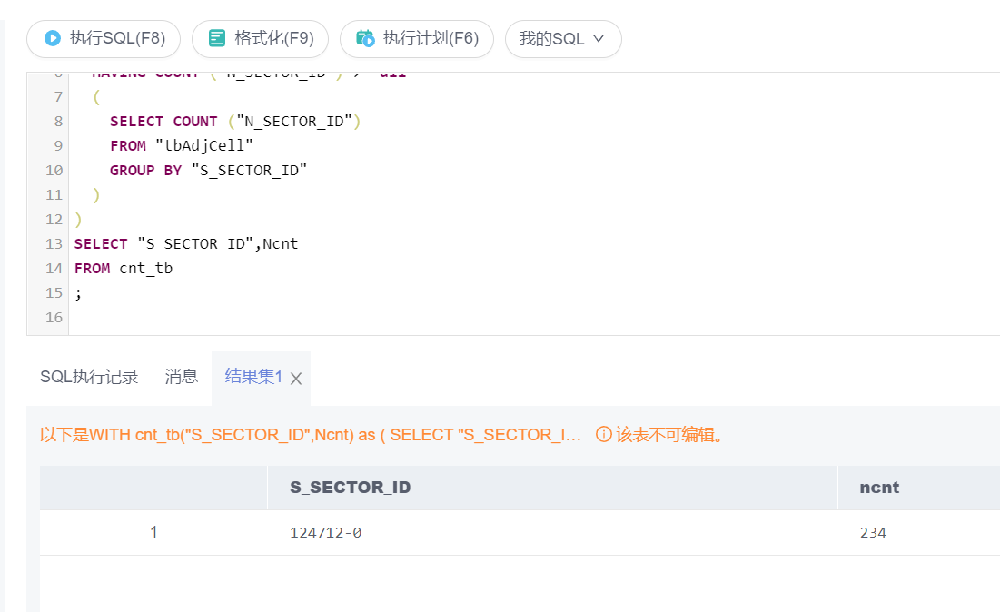 执行SQL(F8) 格式化(F9) 执行计划(F6) 我的SQL
6 HAVING COUNT ("N_SECTOR_ID") >= all
7 (
8 SELECT COUNT ("N_SECTOR_ID")
9 FROM "tbAdjCell"
10 GROUP BY "S_SECTOR_ID"
11 )
12 )
13 SELECT "S_SECTOR_ID",Ncnt
14 FROM cnt_tb
15 ;
16
SQL执行记录 消息 结果集1
以下是WITH cnt_tb("S_SECTOR_ID",Ncnt) as ( SELECT "S_SECTOR_I... 该表不可编辑。
S_SECTOR_ID ncnt
1 124712-0 234